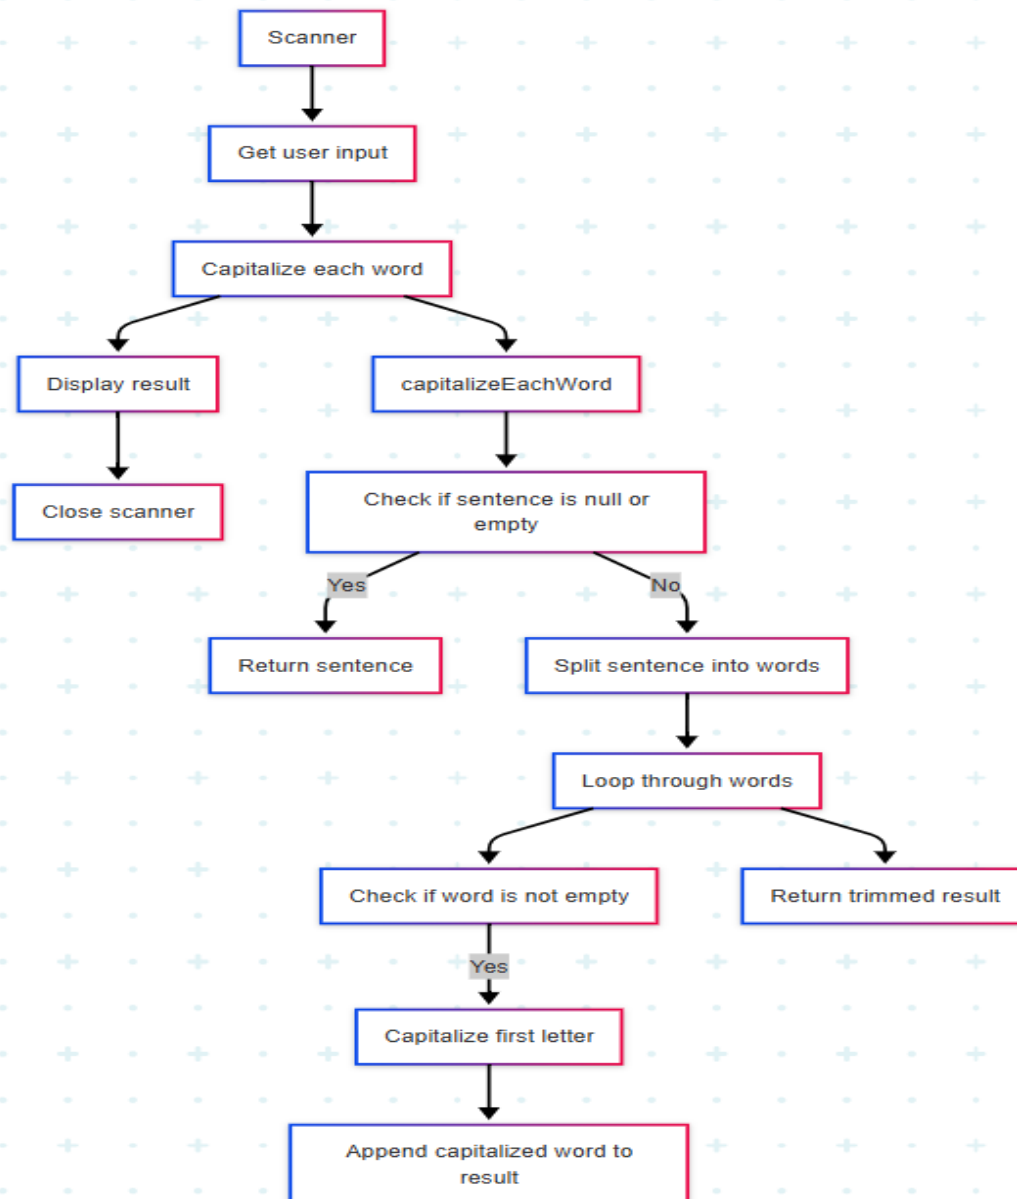 Scanner
Get user input
Capitalize each word
Display result
capitalizeEachWord
Close scanner
Check if sentence is null or
empty
Yes
No
Return sentence
Split sentence into words
Loop through words
Check if word is not empty
Return trimmed result
Yes
Capitalize first letter
Append capitalized word to
result